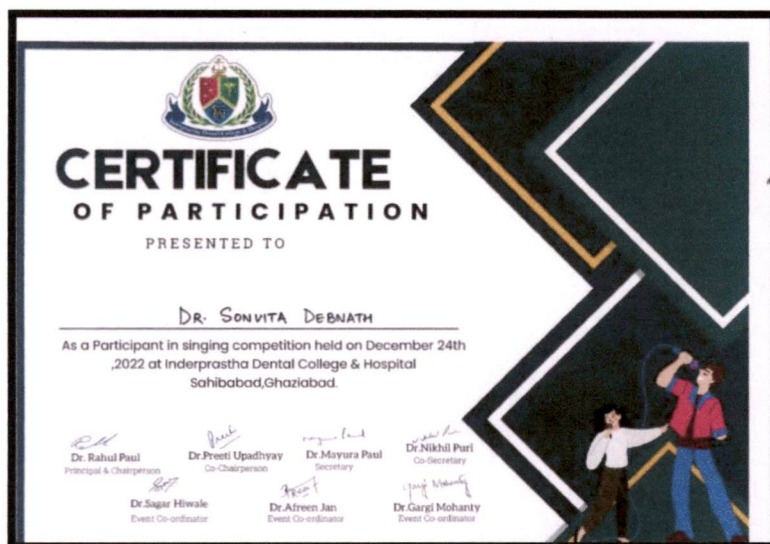 CERTIFICATE
OF PARTICIPATION
PRESENTED TO
DR. SONVITA DEBNATH
As a Participant in singing competition held on December 24th
,2022 at Inderprastha Dental College & Hospital
Sahibabad,Ghaziabad.
Dr. Rahul Paul
Principal & Chairperson
Dr.Preeti Upadhyay
Co-Chairperson
Dr.Mayura Paul
Secretary
Dr.Nikhil Puri
Co-Secretary
Dr.Sagar Hiwale
Event Co-ordinator
Dr.Afreen Jan
Event Co-ordinator
Gargi Mohanty
Dr.Gargi Mohanty
Event Co-ordinator